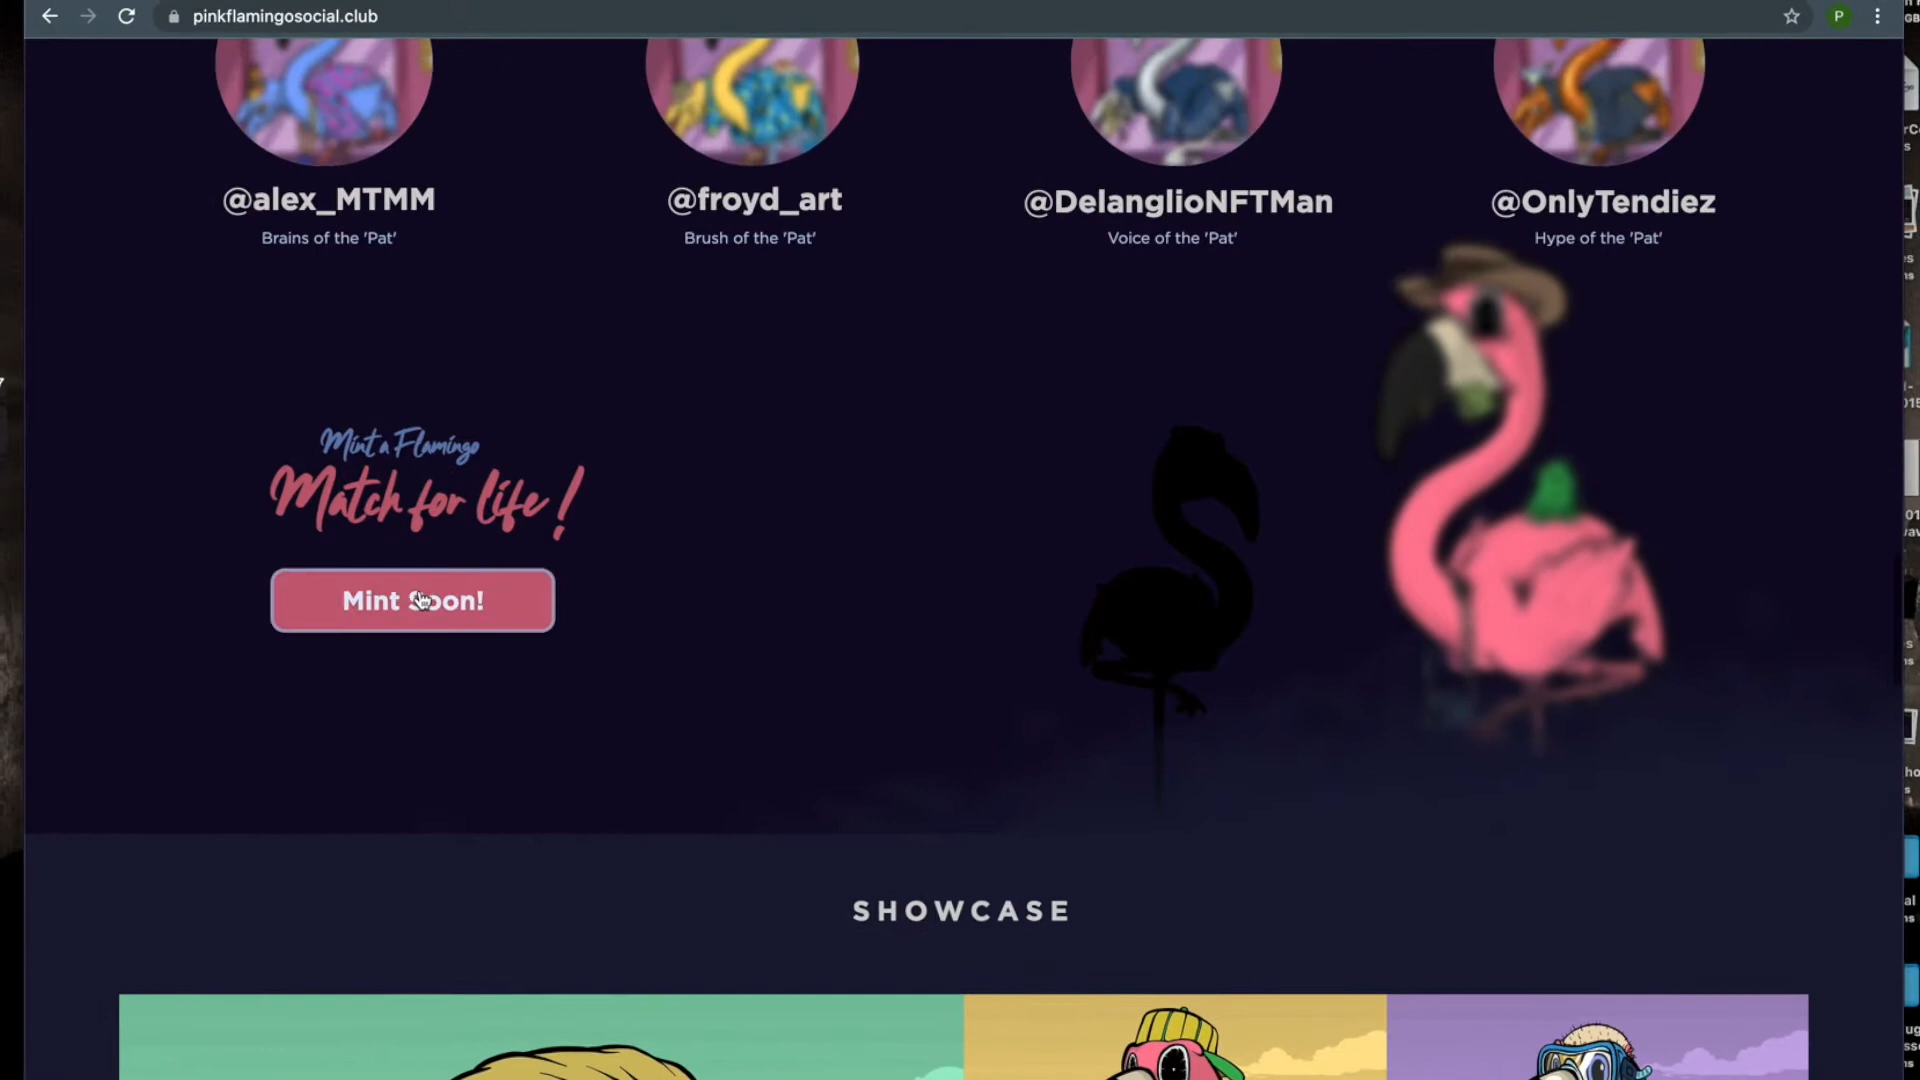 pinkflamingosocial.club
P
@alex_MTMM
@froyd_art
@DelanglioNFTMan
@OnlyTendiez
Brains of the 'Pat'
Brush of the 'Pat'
Voice of the 'Pat'
Hype of the 'Pat'
Mint a Flamingo
Match for life!
Mint Soon!
SHOWCASE